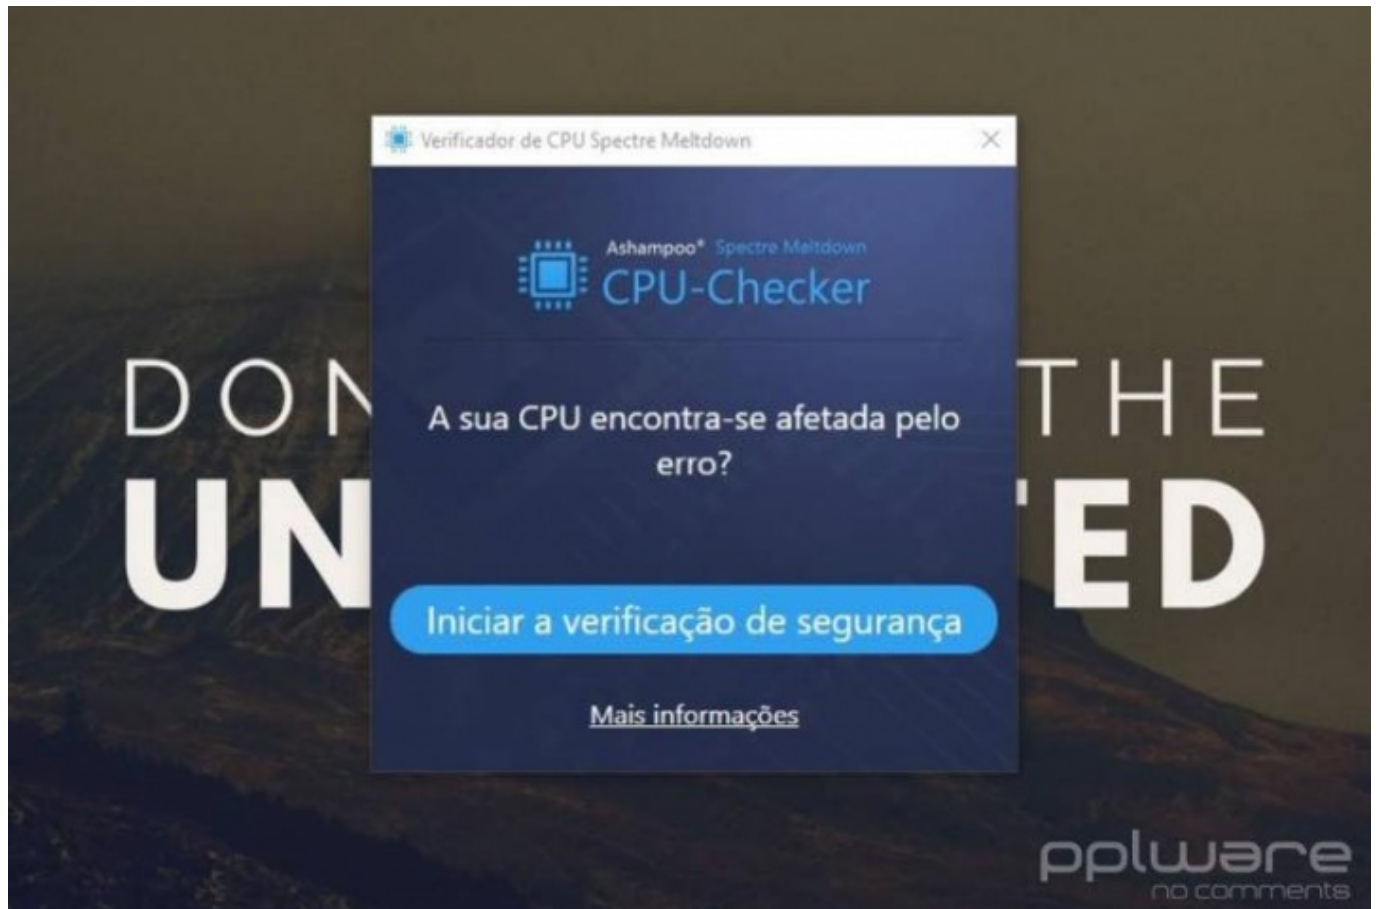 Verificador de CPU Spectre Meltdown
Ashampoo® Spectre Meltdown
CPU-Checker
DON THE
A sua CPU encontra-se afetada pelo
erro?
UN ED
Iniciar a verificação de segurança
Mais informações
pplware
no comments